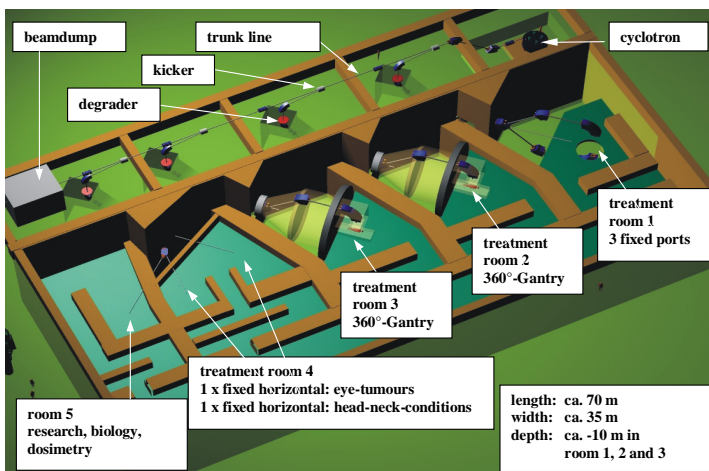 beamdump
trunk line
cyclotron
kicker
degrader
treatment
room 1
3 fixed ports
treatment
room 2
360°-Gantry
treatment
room 3
360°-Gantry
treatment room 4
1 x fixed horizontal: eye-tumours
1 x fixed horizontal: head-neck-conditions
room 5
research, biology,
dosimetry
length: ca. 70 m
width: ca. 35 m
depth: ca. -10 m in
room 1, 2 and 3